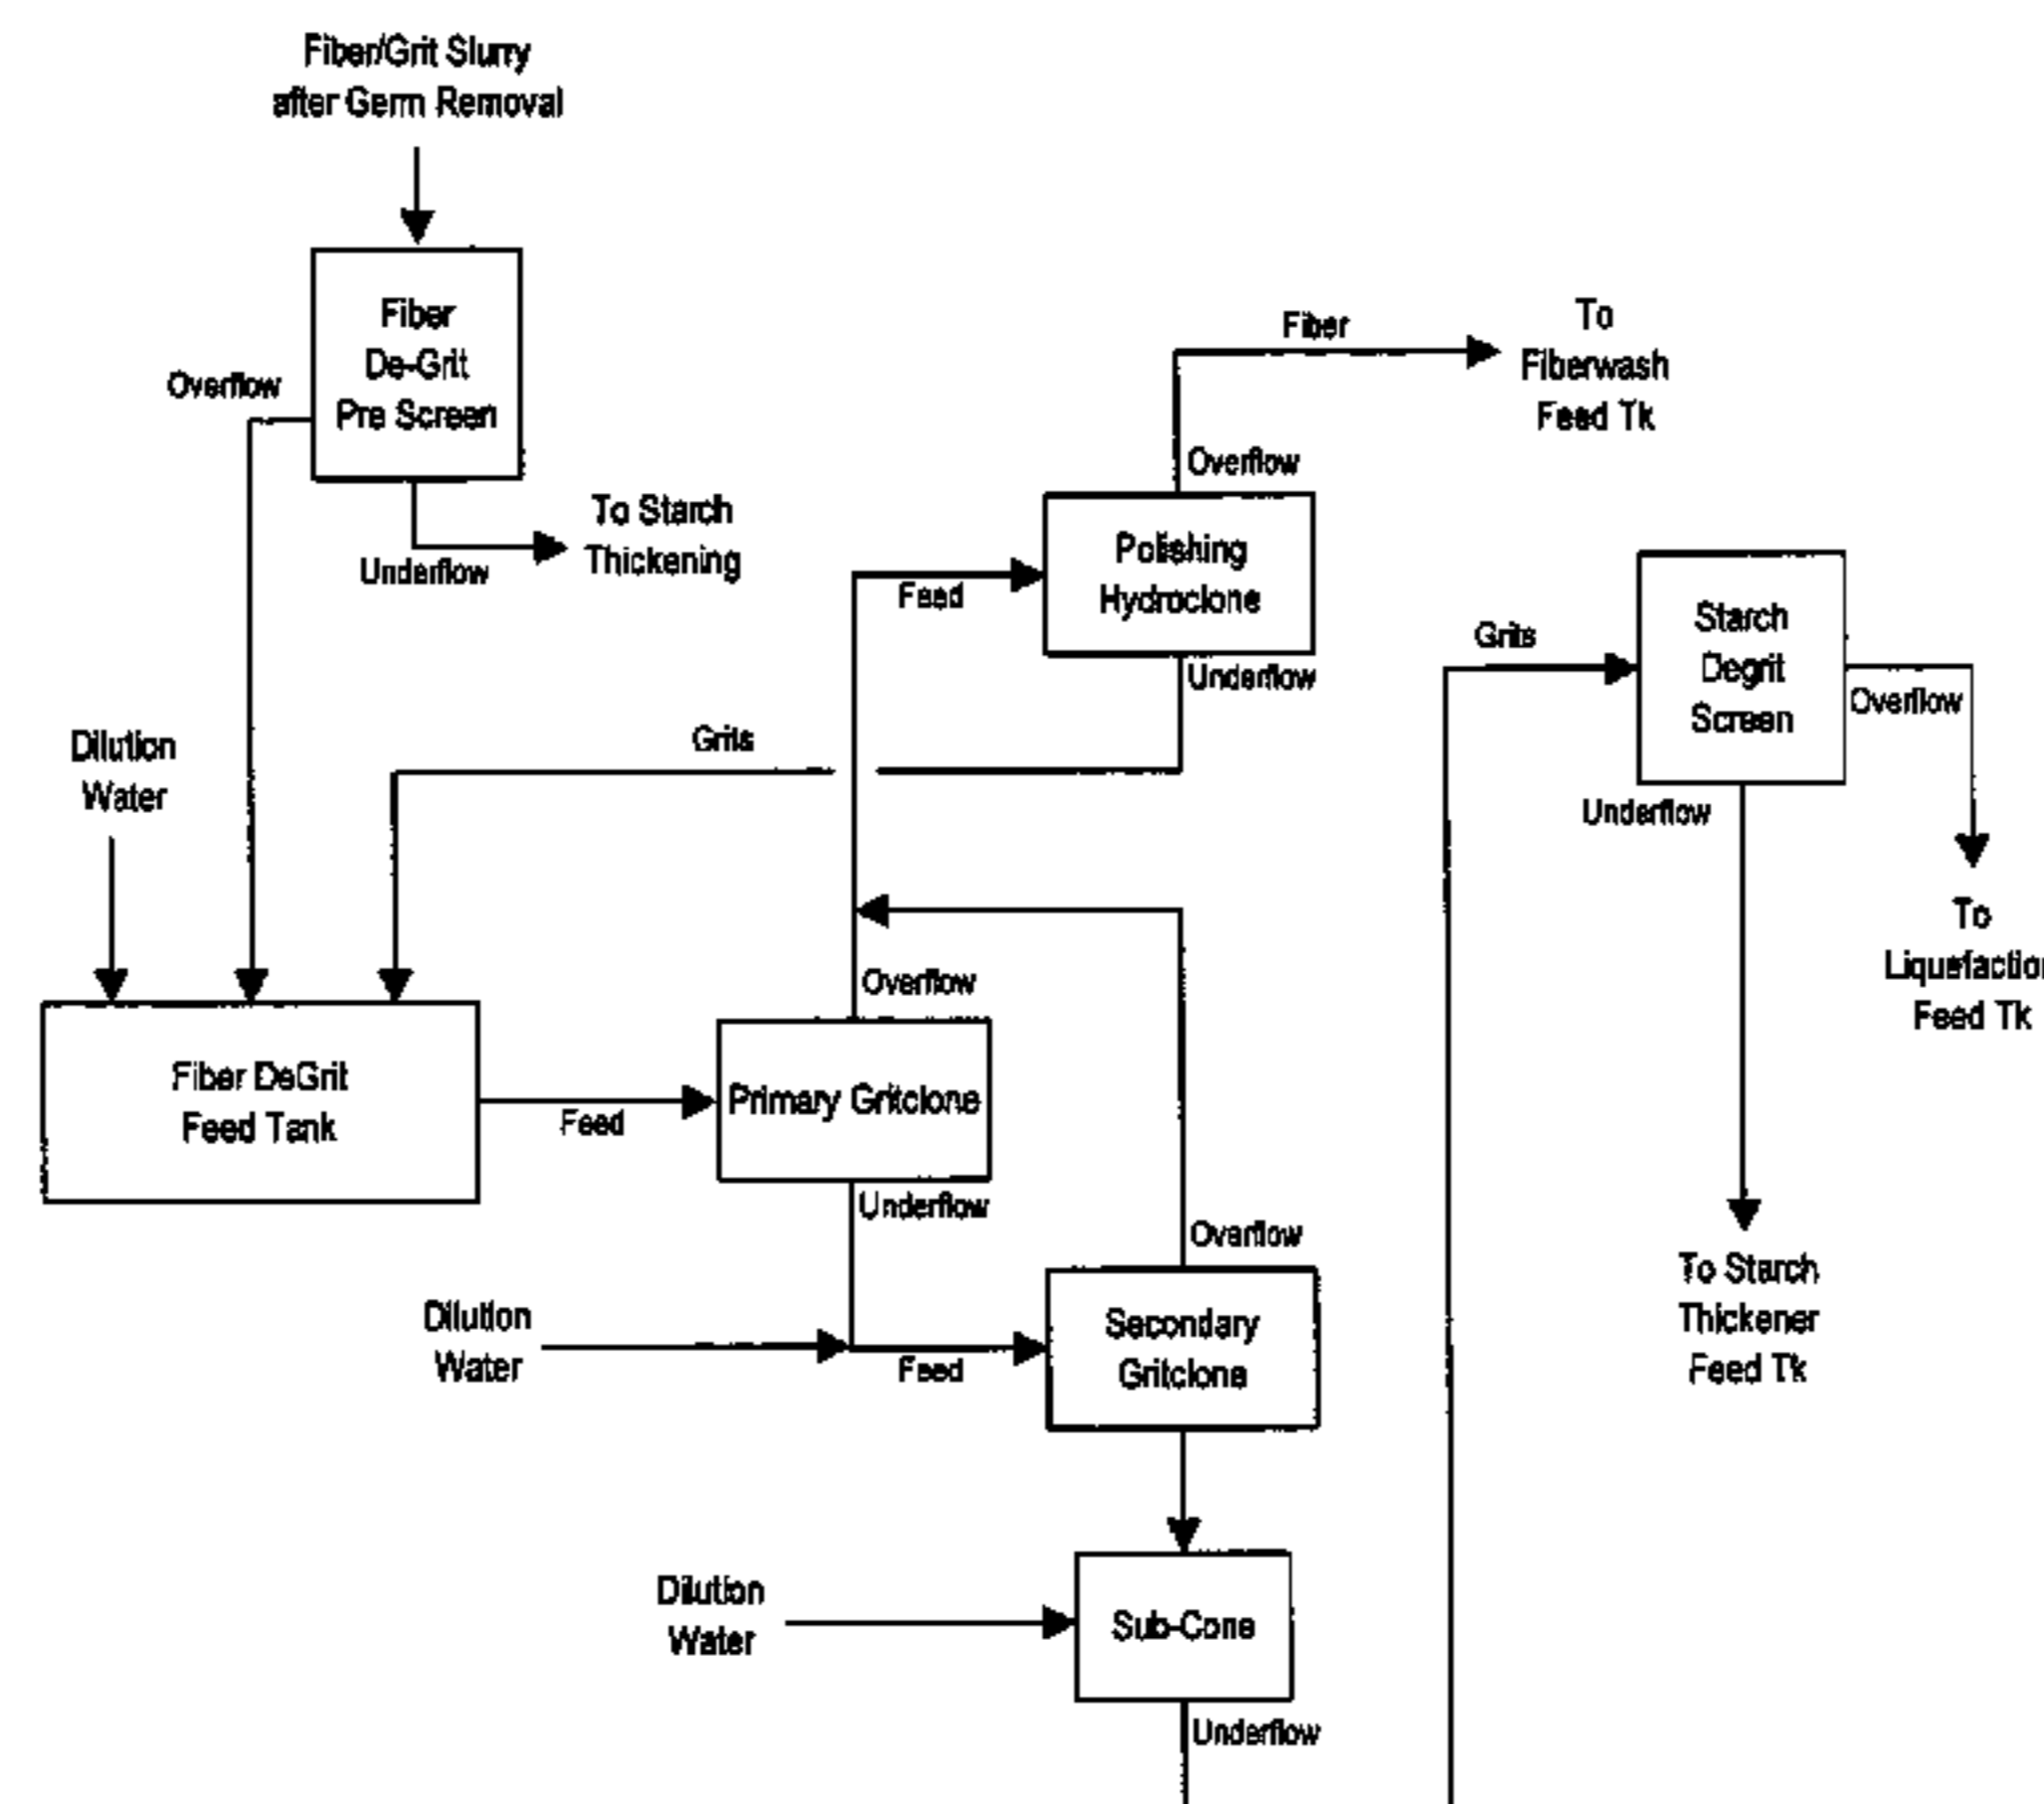 Fiber/Grit Slurry
after Germ Removal
Fiber
De-Grit
Pre Screen
Overflow
Underflow
To Starch
Thickening
Fiber
To
Fiberwash
Feed Tk
Overflow
Polishing
Hydroclone
Feed
Underflow
Grits
Starch
Degrit
Screen
Overflow
Underflow
Grits
Dilution
Water
To
Liquefaction
Feed Tk
Overflow
Fiber DeGrit
Feed Tank
Feed
Primary Gritclone
Underflow
Overflow
To Starch
Thickener
Feed Tk
Dilution
Water
Feed
Secondary
Gritclone
Dilution
Water
Sub-Cone
Underflow